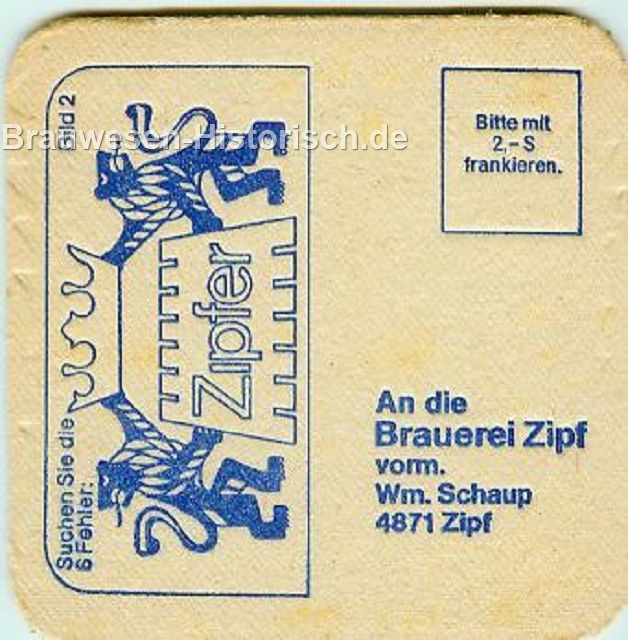 Suchen Sie die
6 Fehler:
Bild 2
Zipfer
Bitte mit
2,- S
frankieren.
An die
Brauerei Zipf
vorm.
Wm. Schaup
4871 Zipf
Brauwesen-Historisch.de